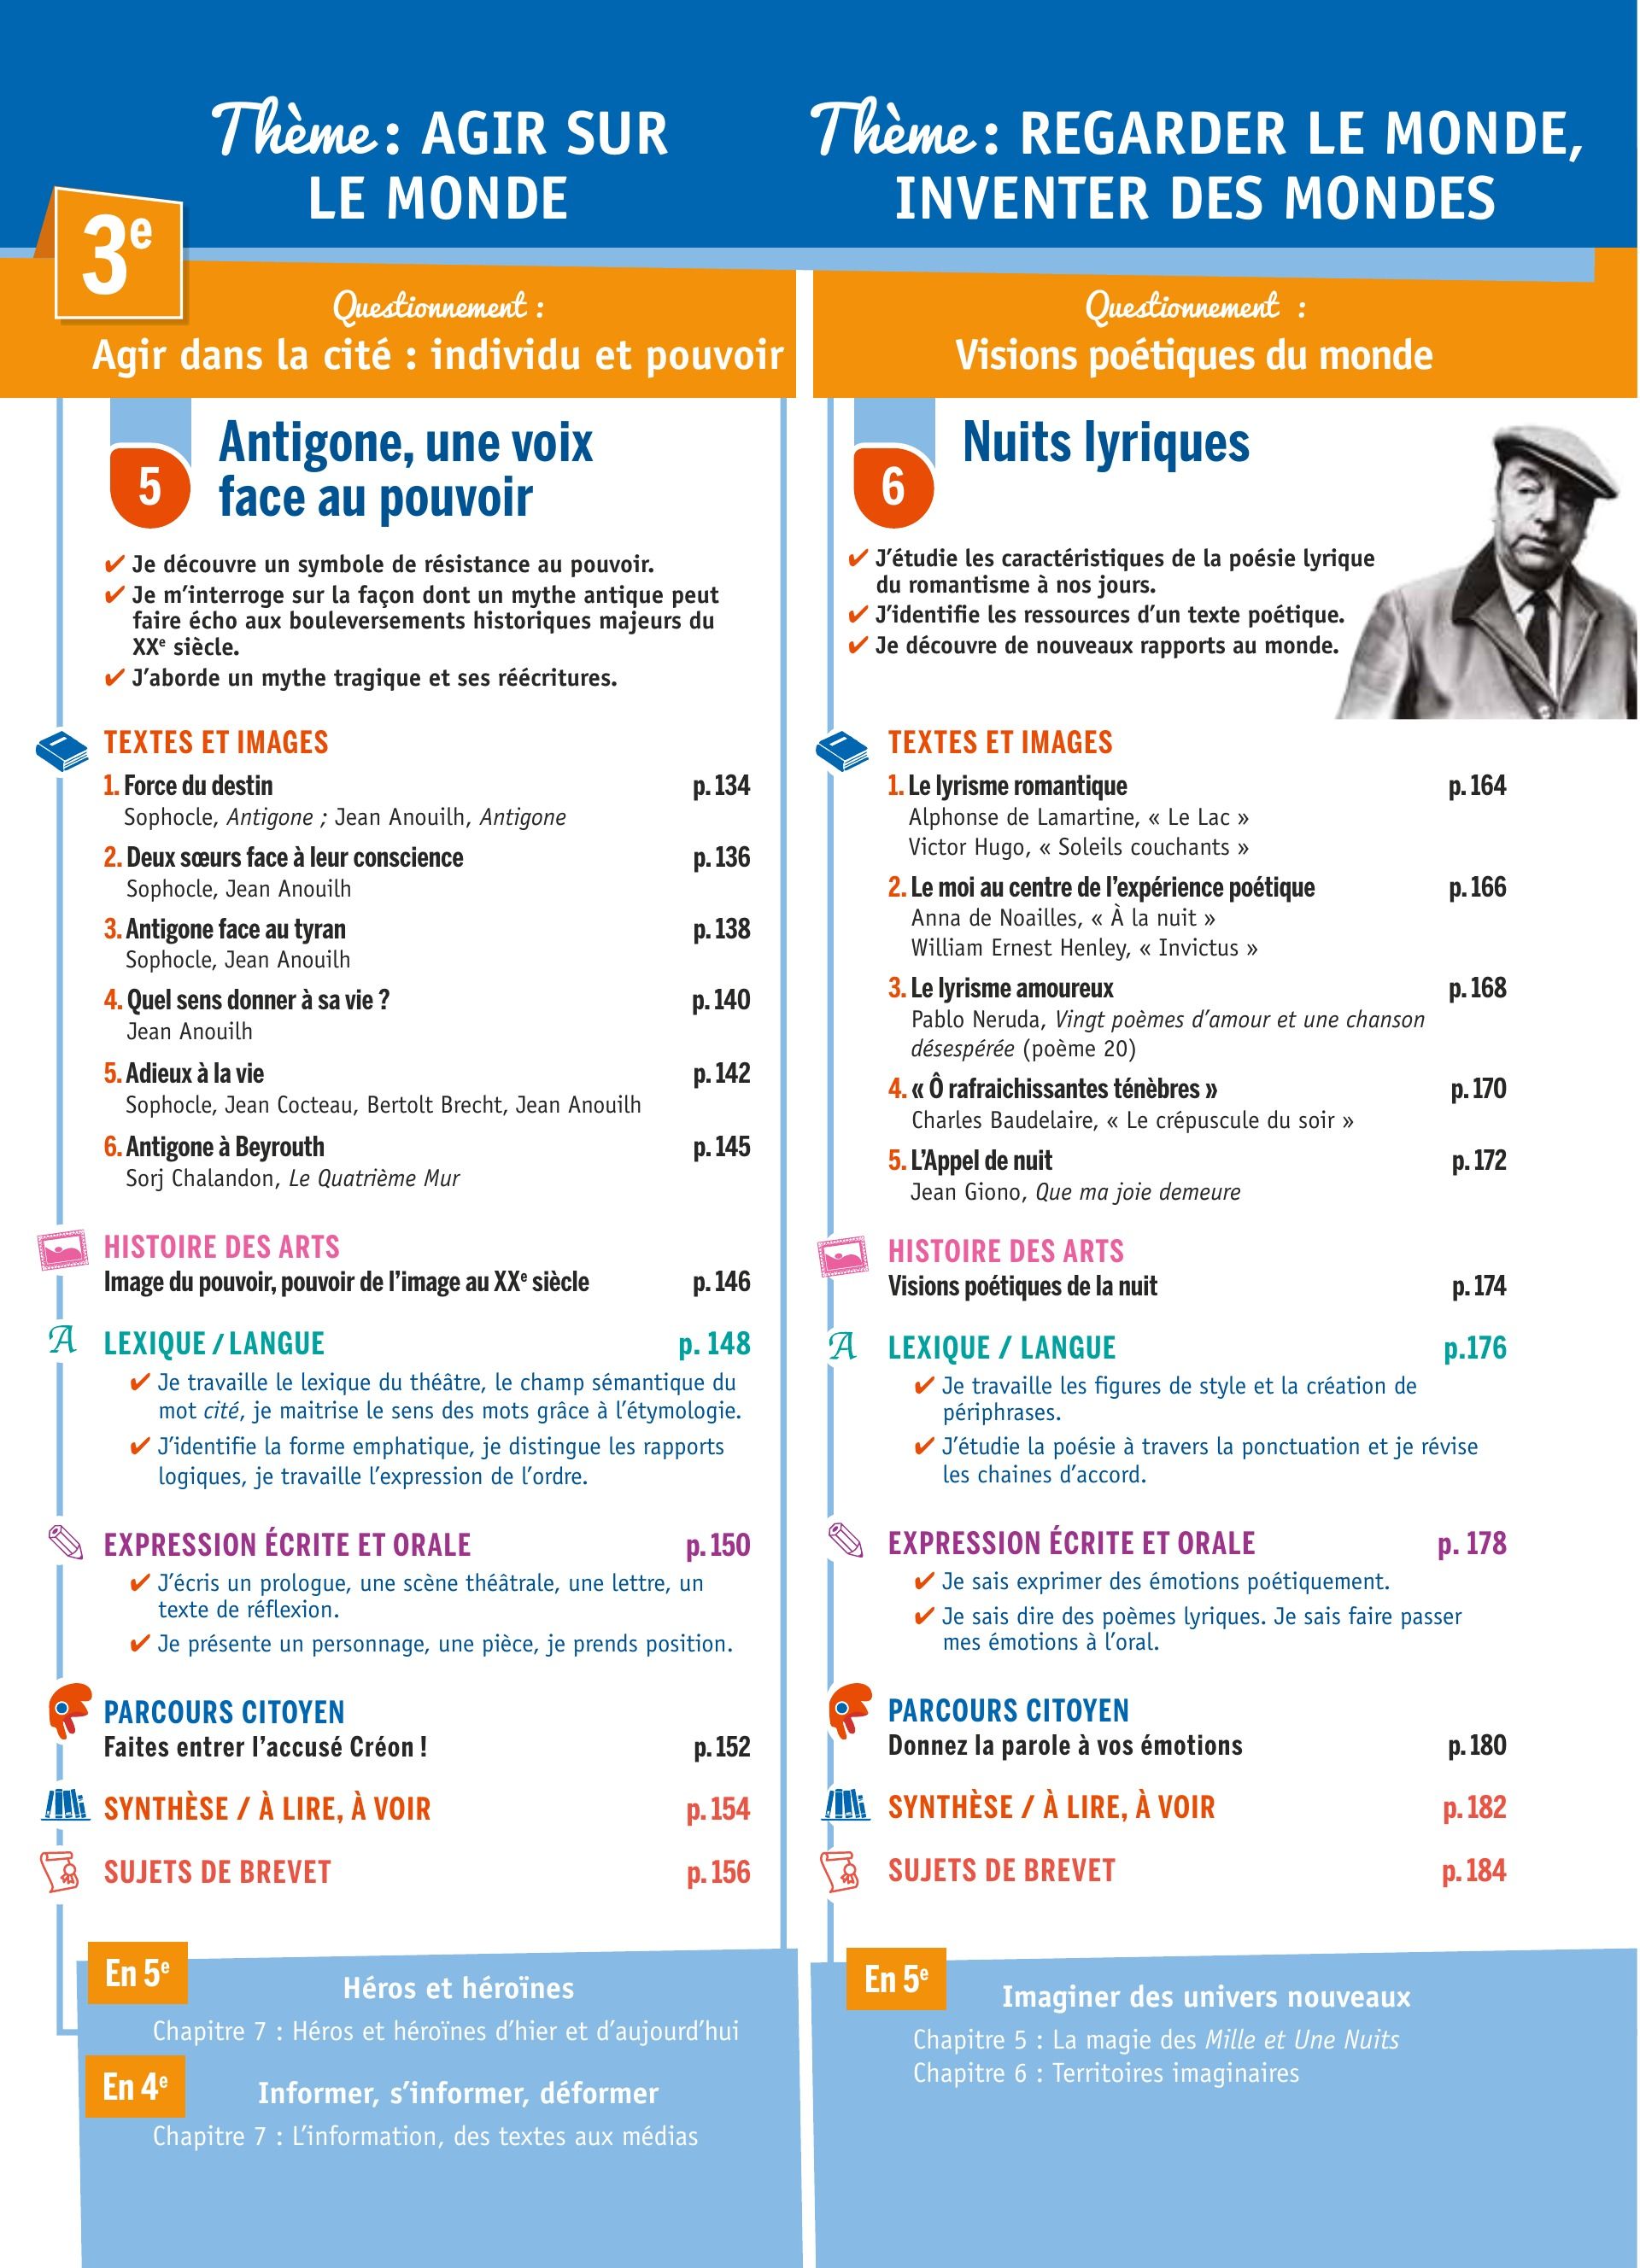 Thème : AGIR SUR
LE MONDE
3e
Questionnement :
Agir dans la cité : individu et pouvoir
5
Antigone, une voix
face au pouvoir
✔ Je découvre un symbole de résistance au pouvoir.
✔ Je m’interroge sur la façon dont un mythe antique peut
faire écho aux bouleversements historiques majeurs du
XXe siècle.
✔ J’aborde un mythe tragique et ses réécritures.
TEXTES ET IMAGES
1. Force du destin p. 134
Sophocle, Antigone ; Jean Anouilh, Antigone
2. Deux sœurs face à leur conscience p. 136
Sophocle, Jean Anouilh
3. Antigone face au tyran p. 138
Sophocle, Jean Anouilh
4. Quel sens donner à sa vie ? p. 140
Jean Anouilh
5. Adieux à la vie p. 142
Sophocle, Jean Cocteau, Bertolt Brecht, Jean Anouilh
6. Antigone à Beyrouth p. 145
Sorj Chalandon, Le Quatrième Mur
HISTOIRE DES ARTS
Image du pouvoir, pouvoir de l’image au XXe siècle p. 146
A LEXIQUE / LANGUE p. 148
✔ Je travaille le lexique du théâtre, le champ sémantique du
mot cité, je maitrise le sens des mots grâce à l’étymologie.
✔ J’identifie la forme emphatique, je distingue les rapports
logiques, je travaille l’expression de l’ordre.
EXPRESSION ÉCRITE ET ORALE p. 150
✔ J’écris un prologue, une scène théâtrale, une lettre, un
texte de réflexion.
✔ Je présente un personnage, une pièce, je prends position.
PARCOURS CITOYEN
Faites entrer l’accusé Créon ! p. 152
SYNTHÈSE / À LIRE, À VOIR p. 154
SUJETS DE BREVET p. 156
En 5e
Héros et héroïnes
Chapitre 7 : Héros et héroïnes d’hier et d’aujourd’hui
En 4e
Informer, s’informer, déformer
Chapitre 7 : L’information, des textes aux médias
Thème : REGARDER LE MONDE,
INVENTER DES MONDES
Questionnement :
Visions poétiques du monde
6
Nuits lyriques
✔ J’étudie les caractéristiques de la poésie lyrique
du romantisme à nos jours.
✔ J’identifie les ressources d’un texte poétique.
✔ Je découvre de nouveaux rapports au monde.
TEXTES ET IMAGES
1. Le lyrisme romantique p. 164
Alphonse de Lamartine, « Le Lac »
Victor Hugo, « Soleils couchants »
2. Le moi au centre de l’expérience poétique p. 166
Anna de Noailles, « À la nuit »
William Ernest Henley, « Invictus »
3. Le lyrisme amoureux p. 168
Pablo Neruda, Vingt poèmes d’amour et une chanson
désespérée (poème 20)
4. « Ô rafraichissantes ténèbres » p. 170
Charles Baudelaire, « Le crépuscule du soir »
5. L’Appel de nuit p. 172
Jean Giono, Que ma joie demeure
HISTOIRE DES ARTS
Visions poétiques de la nuit p. 174
A LEXIQUE / LANGUE p.176
✔ Je travaille les figures de style et la création de
périphrases.
✔ J’étudie la poésie à travers la ponctuation et je révise
les chaines d’accord.
EXPRESSION ÉCRITE ET ORALE p. 178
✔ Je sais exprimer des émotions poétiquement.
✔ Je sais dire des poèmes lyriques. Je sais faire passer
mes émotions à l’oral.
PARCOURS CITOYEN
Donnez la parole à vos émotions p. 180
SYNTHÈSE / À LIRE, À VOIR p. 182
SUJETS DE BREVET p. 184
En 5e
Imaginer des univers nouveaux
Chapitre 5 : La magie des Mille et Une Nuits
Chapitre 6 : Territoires imaginaires